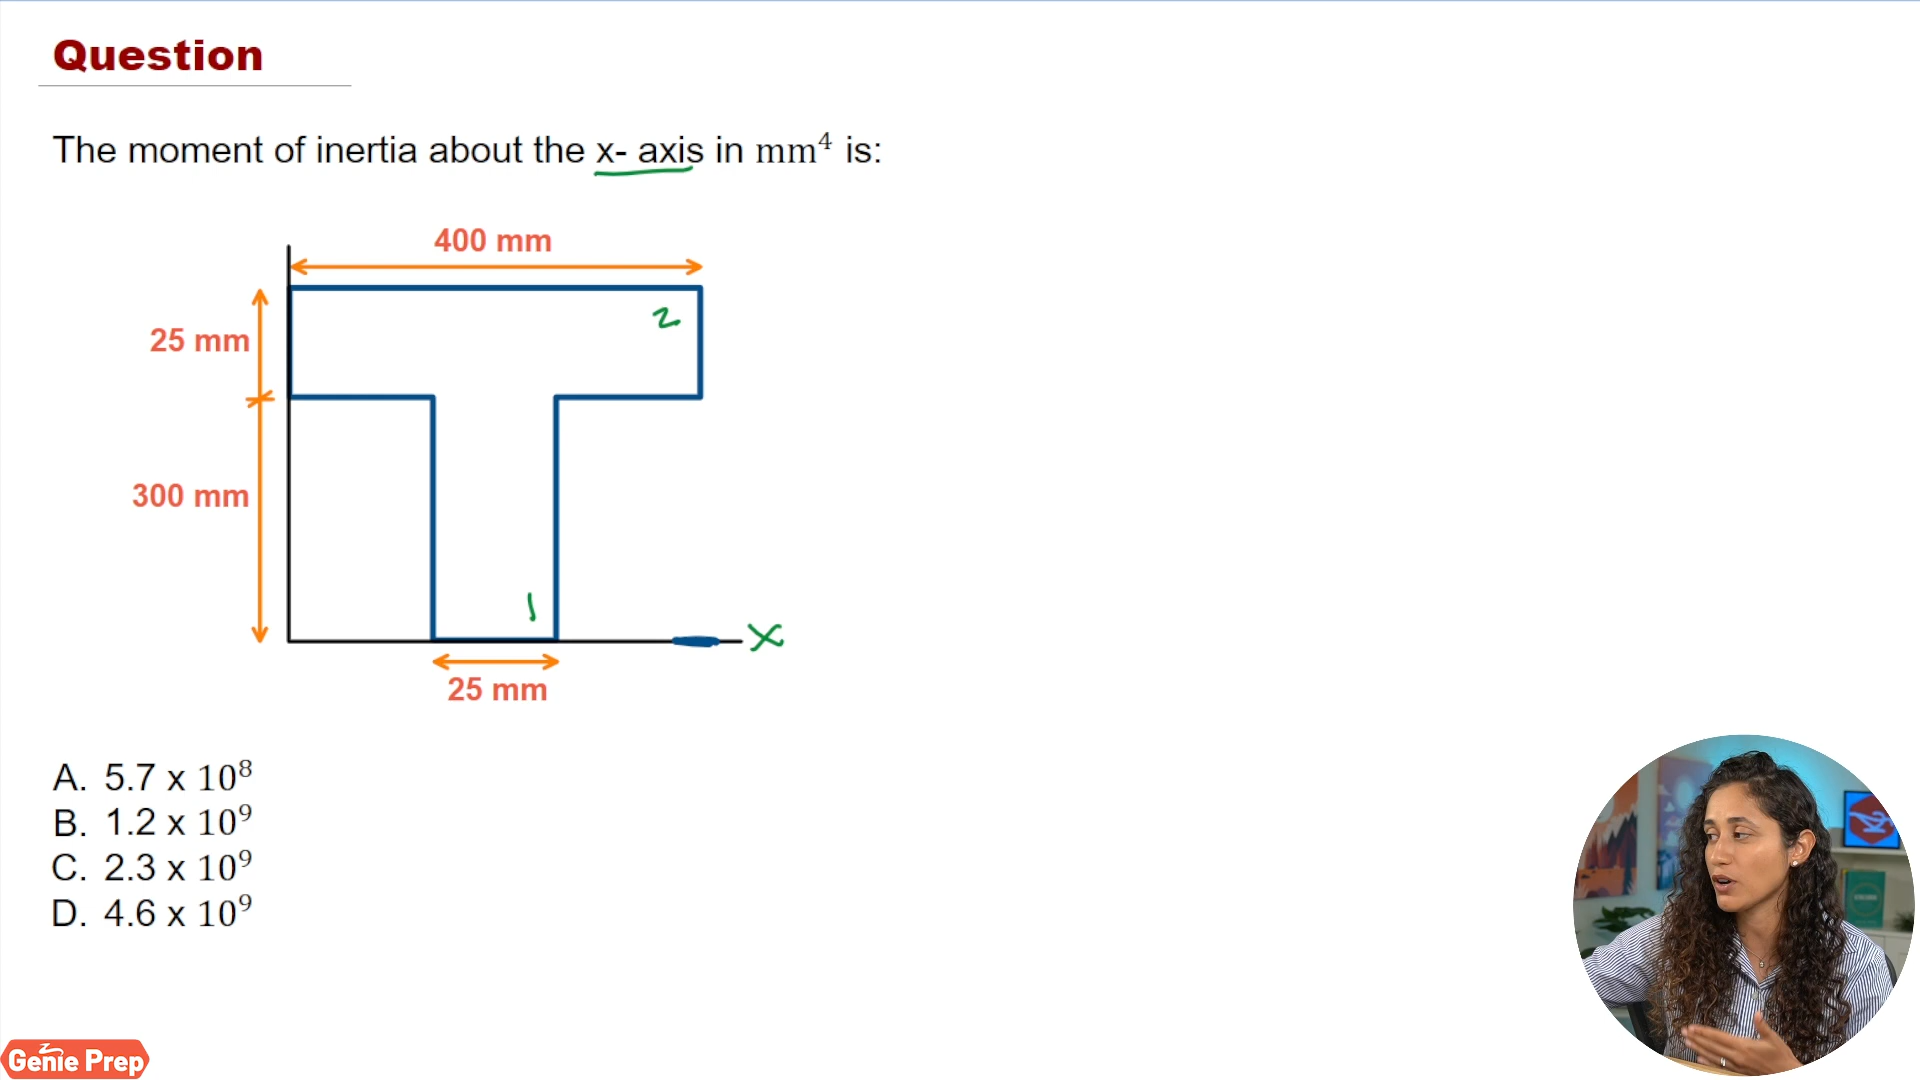 Question
The moment of inertia about the x- axis in mm⁴ is:
400 mm
2
25 mm
300 mm
1
X
25 mm
A. 5.7 x 10⁸
B. 1.2 x 10⁹
C. 2.3 x 10⁹
D. 4.6 x 10⁹
Genie Prep